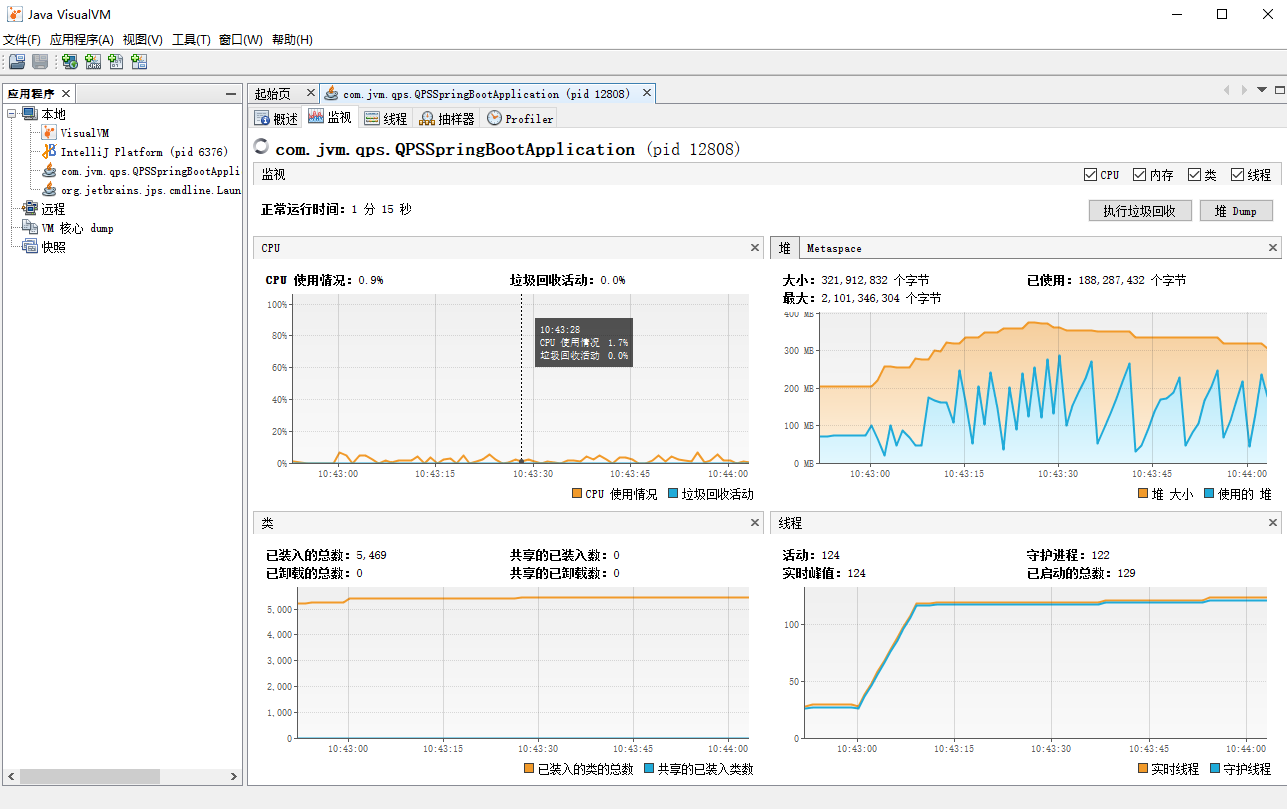 Java VisualVM
文件(F) 应用程序(A) 视图(V) 工具(T) 窗口(W) 帮助(H)
应用程序
本地
VisualVM
IntelliJ Platform (pid 6376)
com.jvm.qps.QPSSpringBootAppli
org.jetbrains.jps.cmdline.Laun
远程
VM 核心 dump
快照
起始页 com.jvm.qps.QPSSpringBootApplication (pid 12808)
概述 监视 线程 抽样器 Profiler
com.jvm.qps.QPSSpringBootApplication (pid 12808)
监视 CPU 内存 类 线程
正常运行时间：1 分 15 秒 执行垃圾回收 堆 Dump
CPU
CPU 使用情况：0.9% 垃圾回收活动：0.0%
100%
80%
60%
40%
20%
0%
10:43:28
CPU 使用情况 1.7%
垃圾回收活动 0.0%
10:43:00 10:43:15 10:43:30 10:43:45 10:44:00
CPU 使用情况 垃圾回收活动
堆 Metaspace
大小：321,912,832 个字节 已使用：188,287,432 个字节
最大：2,101,346,304 个字节
400 MB
300 MB
200 MB
100 MB
0 MB
10:43:00 10:43:15 10:43:30 10:43:45 10:44:00
堆 大小 使用的 堆
类
已装入的总数：5,469 共享的已装入数：0
已卸载的总数：0 共享的已卸载数：0
5,000
4,000
3,000
2,000
1,000
0
10:43:00 10:43:15 10:43:30 10:43:45 10:44:00
已装入的类的总数 共享的已装入类数
线程
活动：124 守护进程：122
实时峰值：124 已启动的总数：129
100
50
0
10:43:00 10:43:15 10:43:30 10:43:45 10:44:00
实时线程 守护线程